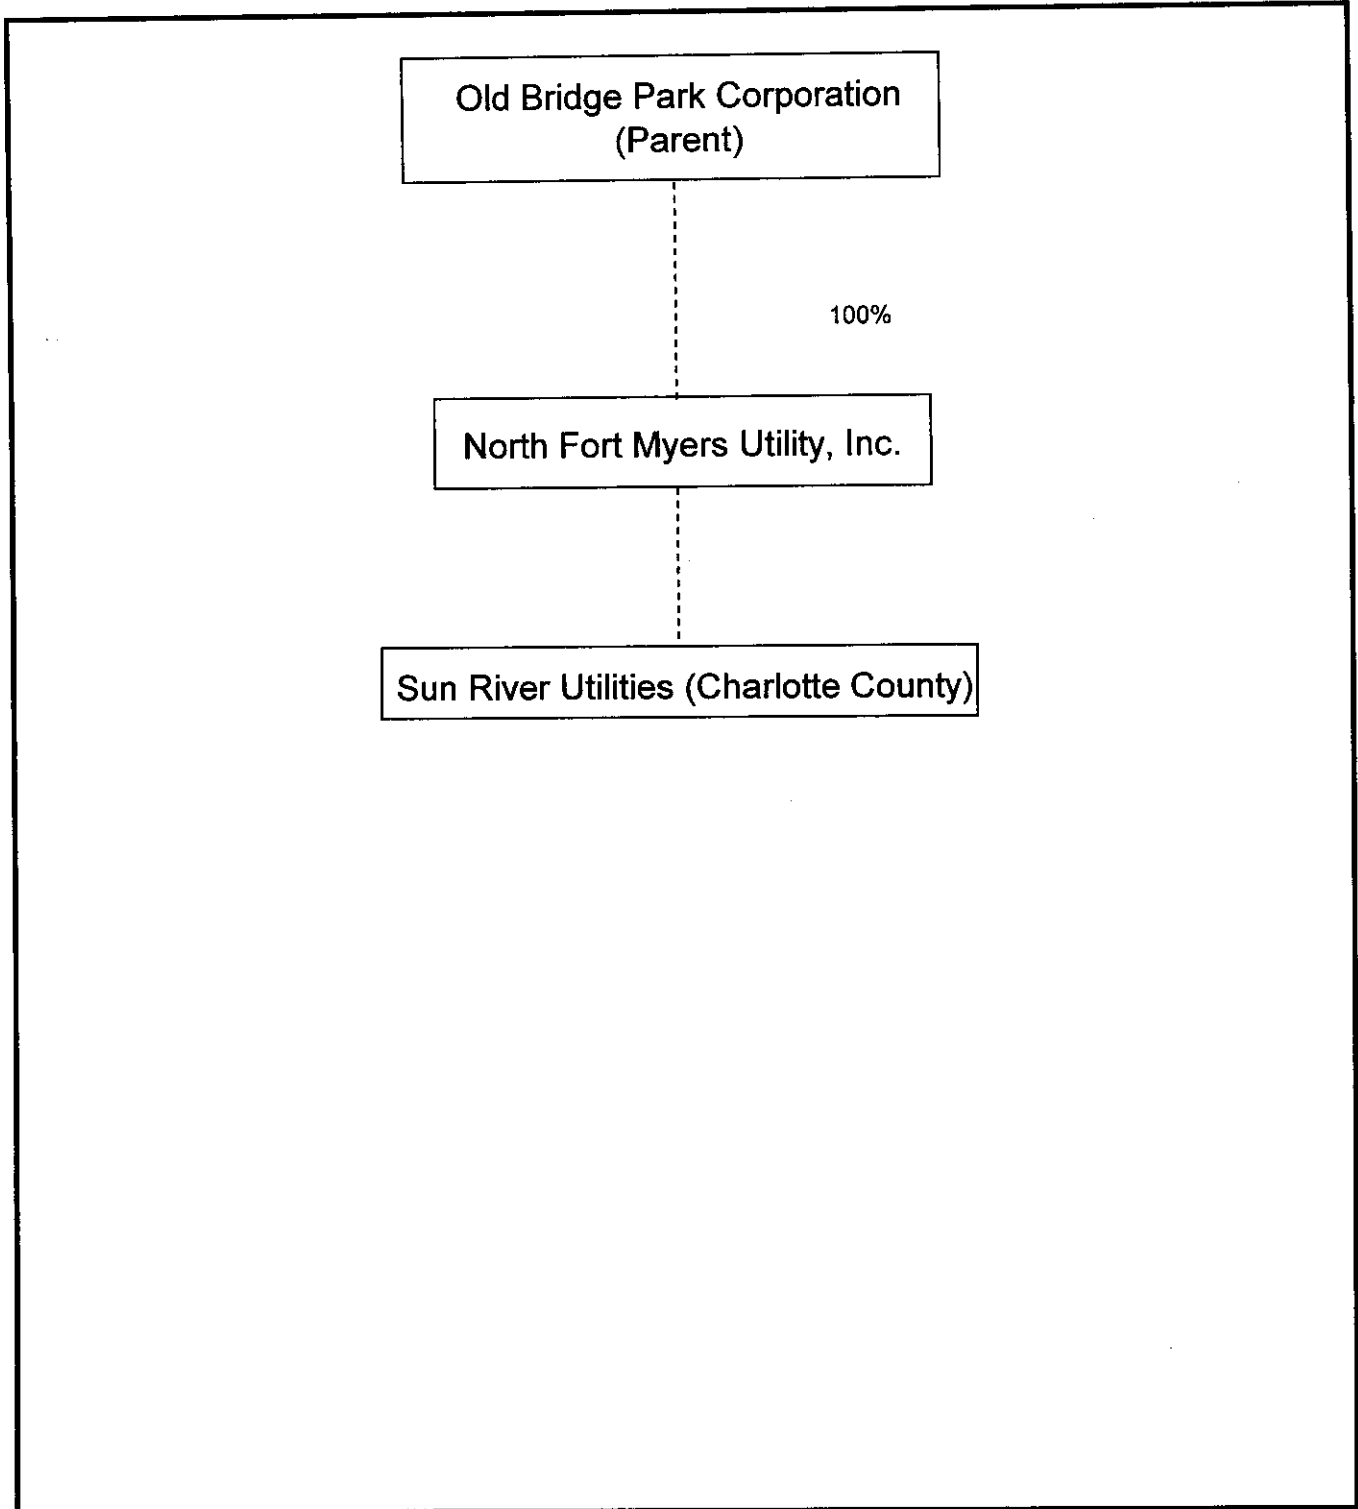 Old Bridge Park Corporation
(Parent)
100%
North Fort Myers Utility, Inc.
Sun River Utilities (Charlotte County)